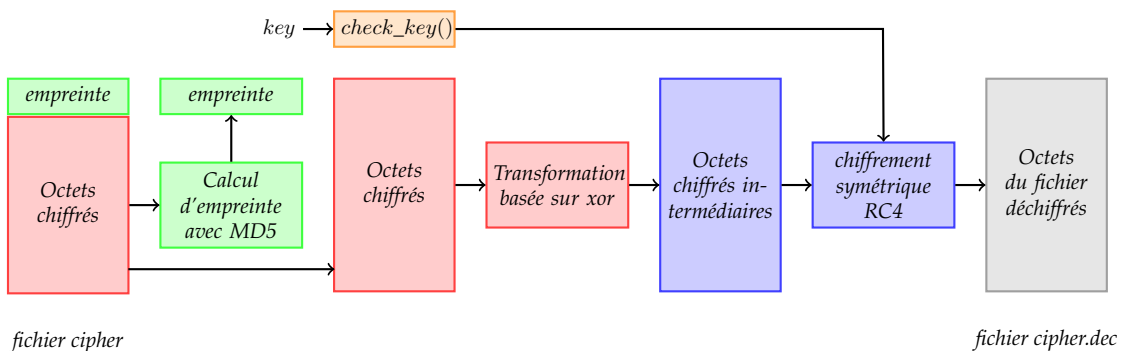 key
check_key()
empreinte
empreinte
Octets
chiffrés
Calcul
d'empreinte
avec MD5
Octets
chiffrés
Transformation
basée sur xor
Octets
chiffrés in-
termédiaires
chiffrement
symétrique
RC4
Octets
du fichier
déchiffrés
fichier cipher
fichier cipher.dec